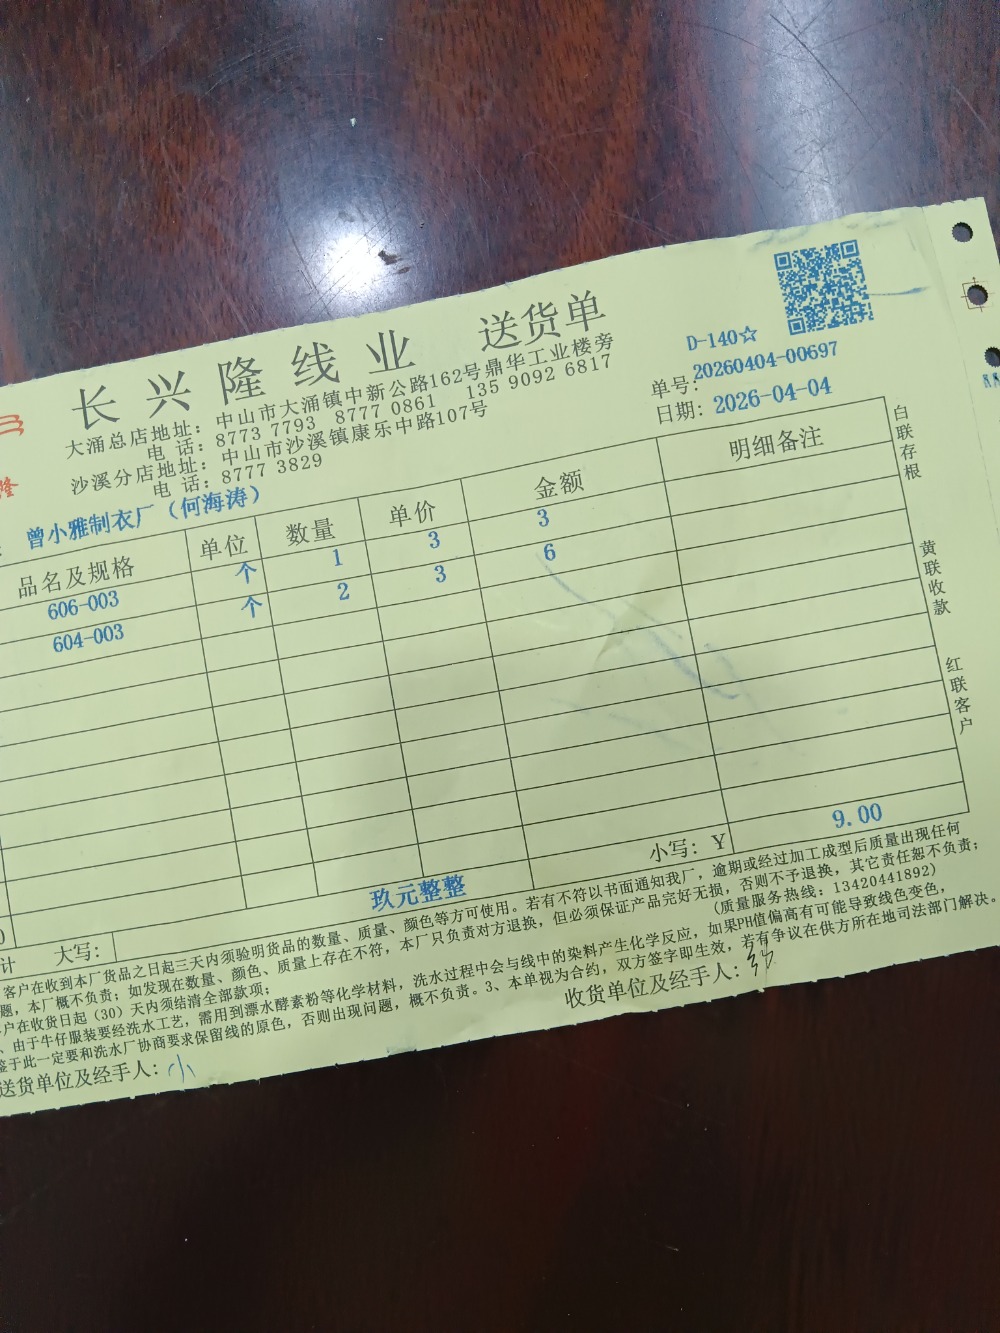 长兴隆线业 送货单
大涌总店地址：中山市大涌镇中新公路162号鼎华工业楼旁
电 话：8773 7793 8777 0861 135 9092 6817
沙溪分店地址：中山市沙溪镇康乐中路107号
电 话：8777 3829
D-140☆
单号：20260404-00697
日期：2026-04-04
隆
曾小雅制衣厂（何海涛）
品名及规格 单位 数量 单价 金额 明细备注
606-003 个 1 3 3
604-003 个 2 3 6
小写：Y 9.00
计 大写： 玖元整整
客户在收到本厂货品之日起三天内须验明货品的数量、质量、颜色等方可使用。若有不符以书面通知我厂，逾期或经过加工成型后质量出现任何
题，本厂概不负责；如发现在数量、颜色、质量上存在不符，本厂只负责对方退换，但必须保证产品完好无损，否则不予退换，其它责任恕不负责；
户在收货日起（30）天内须结清全部款项； (质量服务热线：13420441892)
、由于牛仔服装要经洗水工艺，需用到漂水酵素粉等化学材料，洗水过程中会与线中的染料产生化学反应，如果PH值偏高有可能导致线色变色，
鉴于此一定要和洗水厂协商要求保留线的原色，否则出现问题，概不负责。3、本单视为合约，双方签字即生效，若有争议在供方所在地司法部门解决。
送货单位及经手人： 收货单位及经手人：
白联存根
黄联收款
红联客户